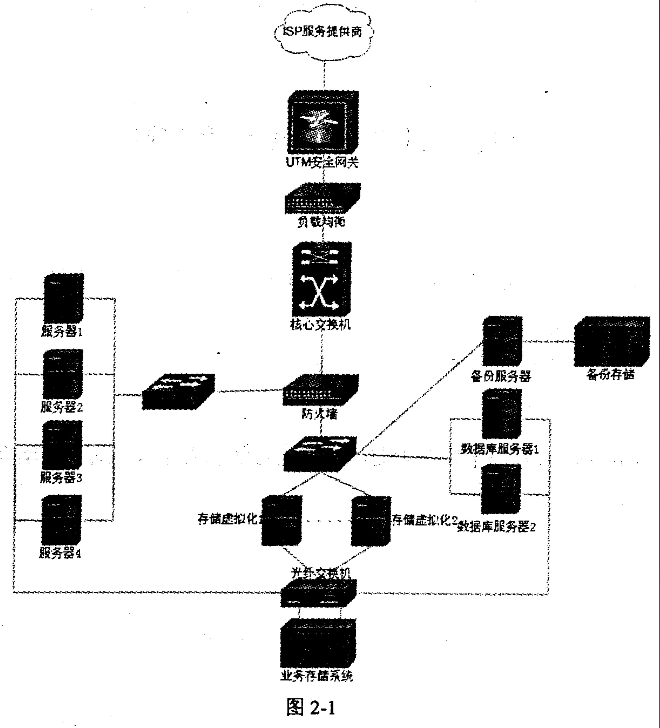 ISP服务提供商
UTM安全网关
负载均衡
核心交换机
服务器1
服务器2
服务器3
服务器4
防火墙
备份服务器
备份存储
数据库服务器1
数据库服务器2
存储虚拟化1
存储虚拟化2
光纤交换机
业务存储系统
图 2-1